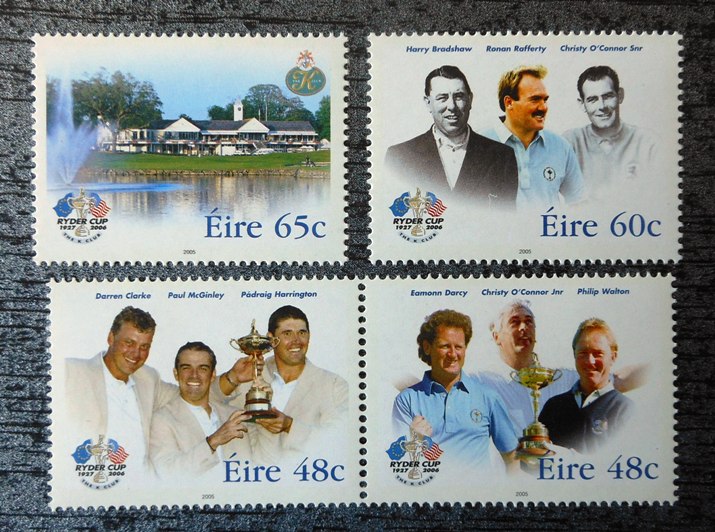 K
RYDER CUP
1927 2006
THE K CLUB
Éire 65c
2005
Harry Bradshaw Ronan Rafferty Christy O'Connor Snr
RYDER CUP
1927 2006
THE K CLUB
Éire 60c
2005
Darren Clarke Paul McGinley Pádraig Harrington
RYDER CUP
1927 2006
THE K CLUB
Éire 48c
2005
Eamonn Darcy Christy O'Connor Jnr Philip Walton
RYDER CUP
1927 2006
THE K CLUB
Éire 48c
2005